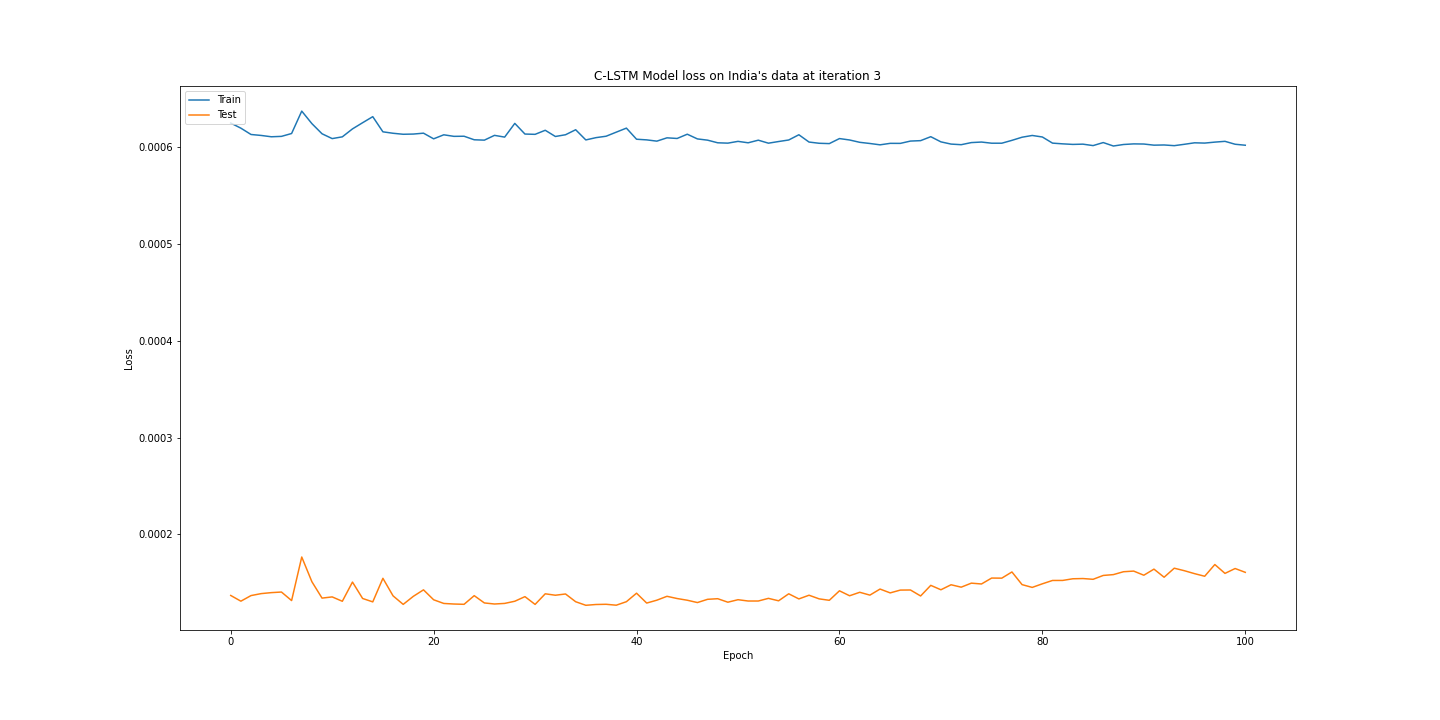 C-LSTM Model loss on India's data at iteration 3
Train
Test
0.0006
0.0005
0.0004
0.0003
0.0002
Loss
0 20 40 60 80 100
Epoch